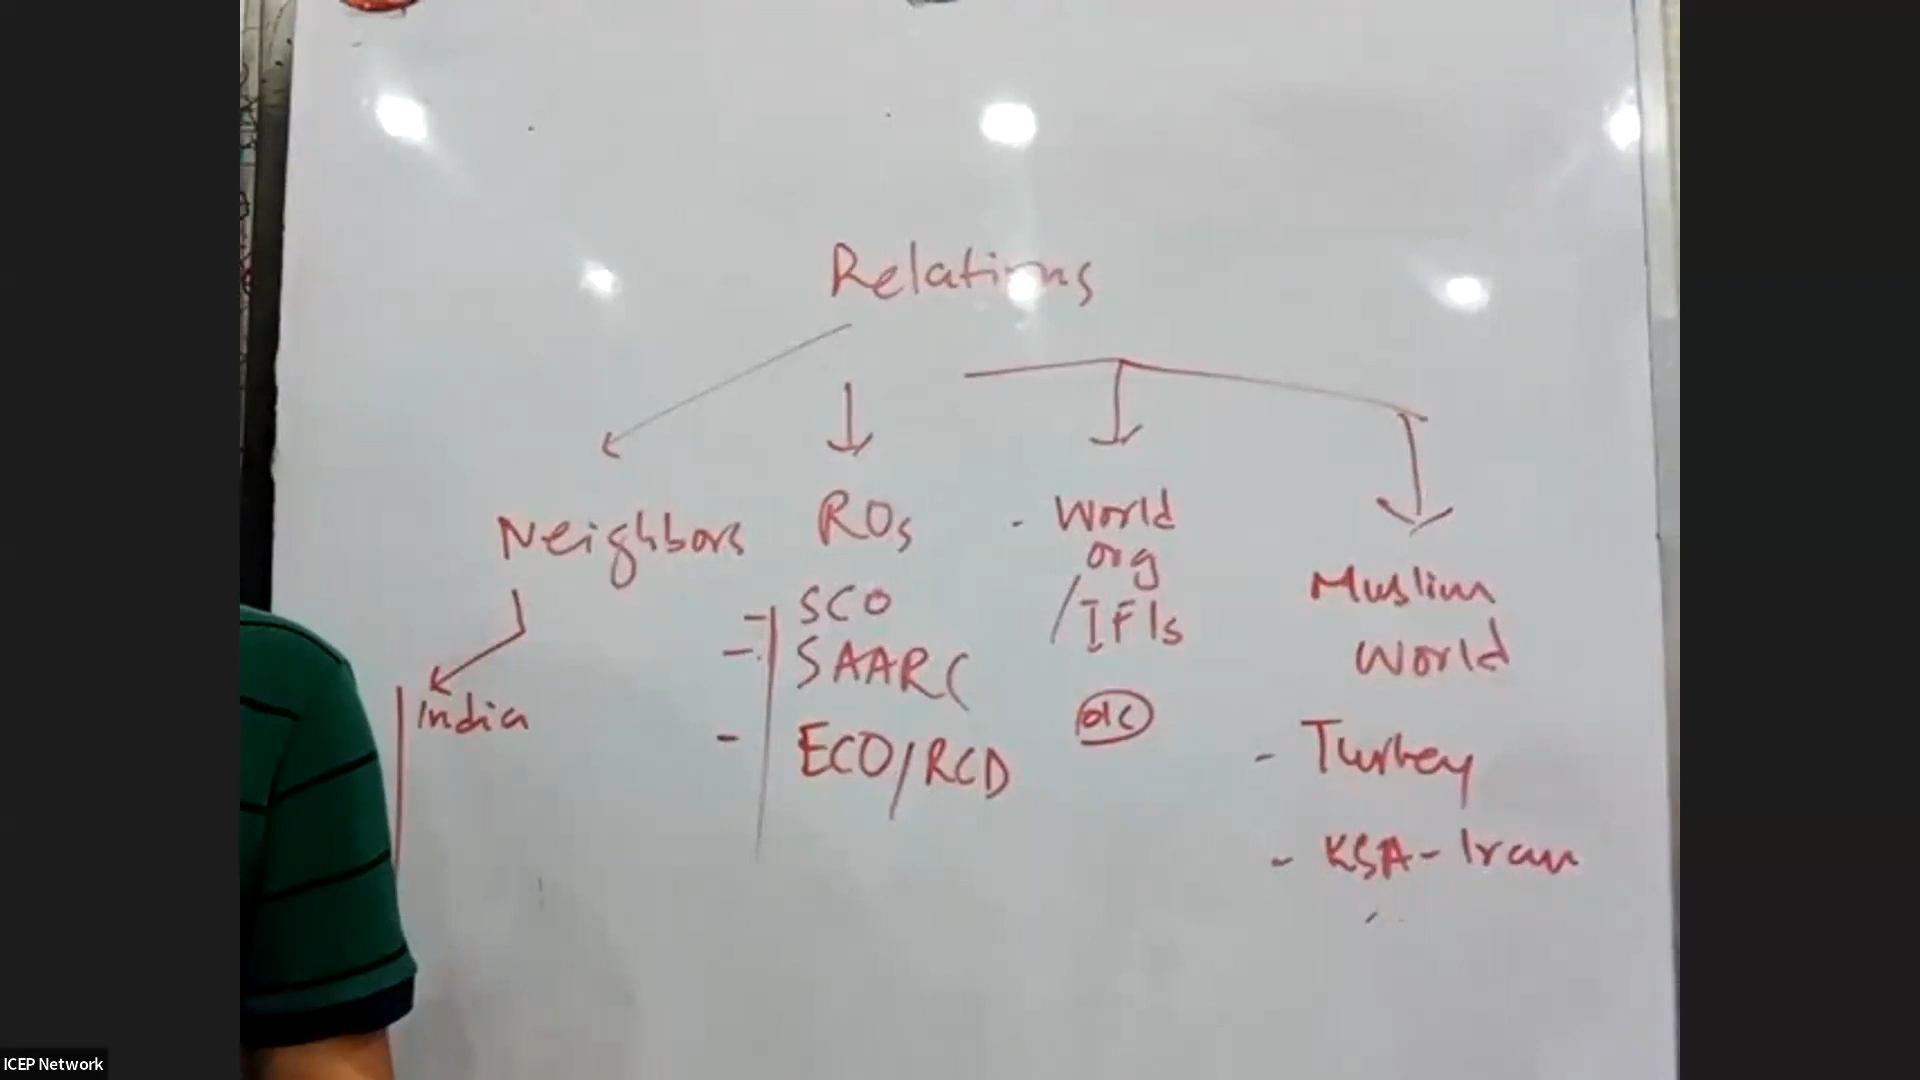 Relations
Neighbors
India
ROs
- SCO
- SAARC
- ECO/RCD
- World
org
/IFIs
OIC
Muslim
World
- Turkey
- KSA-Iran
ICEP Network